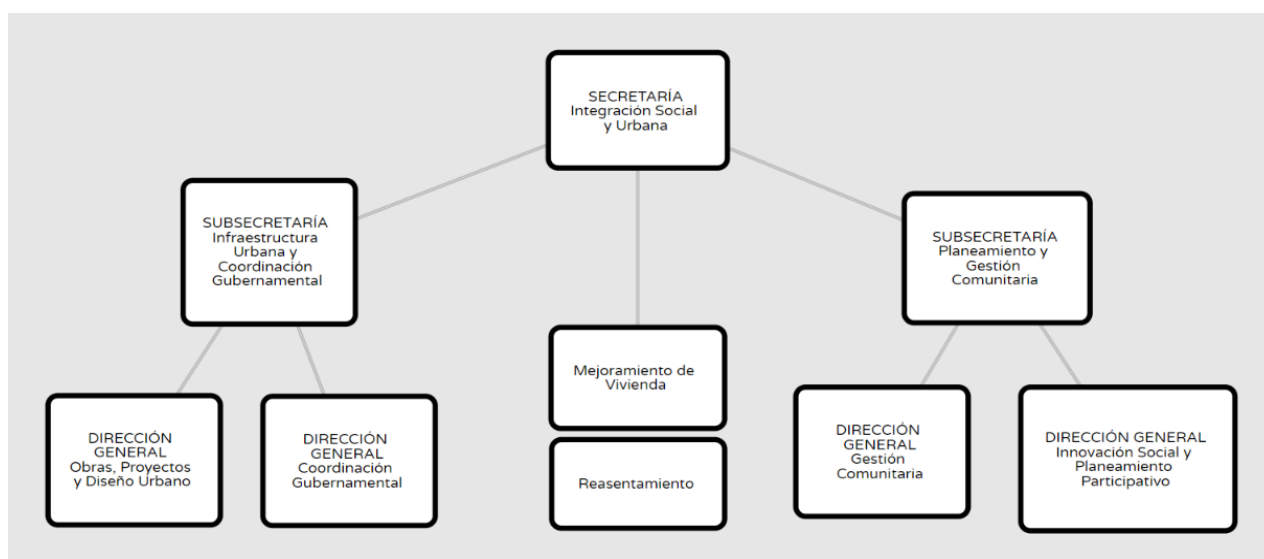 SECRETARÍA
Integración Social
y Urbana
SUBSECRETARÍA
Infraestructura
Urbana y
Coordinación
Gubernamental
SUBSECRETARÍA
Planeamiento y
Gestión
Comunitaria
Mejoramiento de
Vivienda
Reasentamiento
DIRECCIÓN
GENERAL
Obras, Proyectos
y Diseño Urbano
DIRECCIÓN
GENERAL
Coordinación
Gubernamental
DIRECCIÓN
GENERAL
Gestión
Comunitaria
DIRECCIÓN GENERAL
Innovación Social y
Planeamiento
Participativo